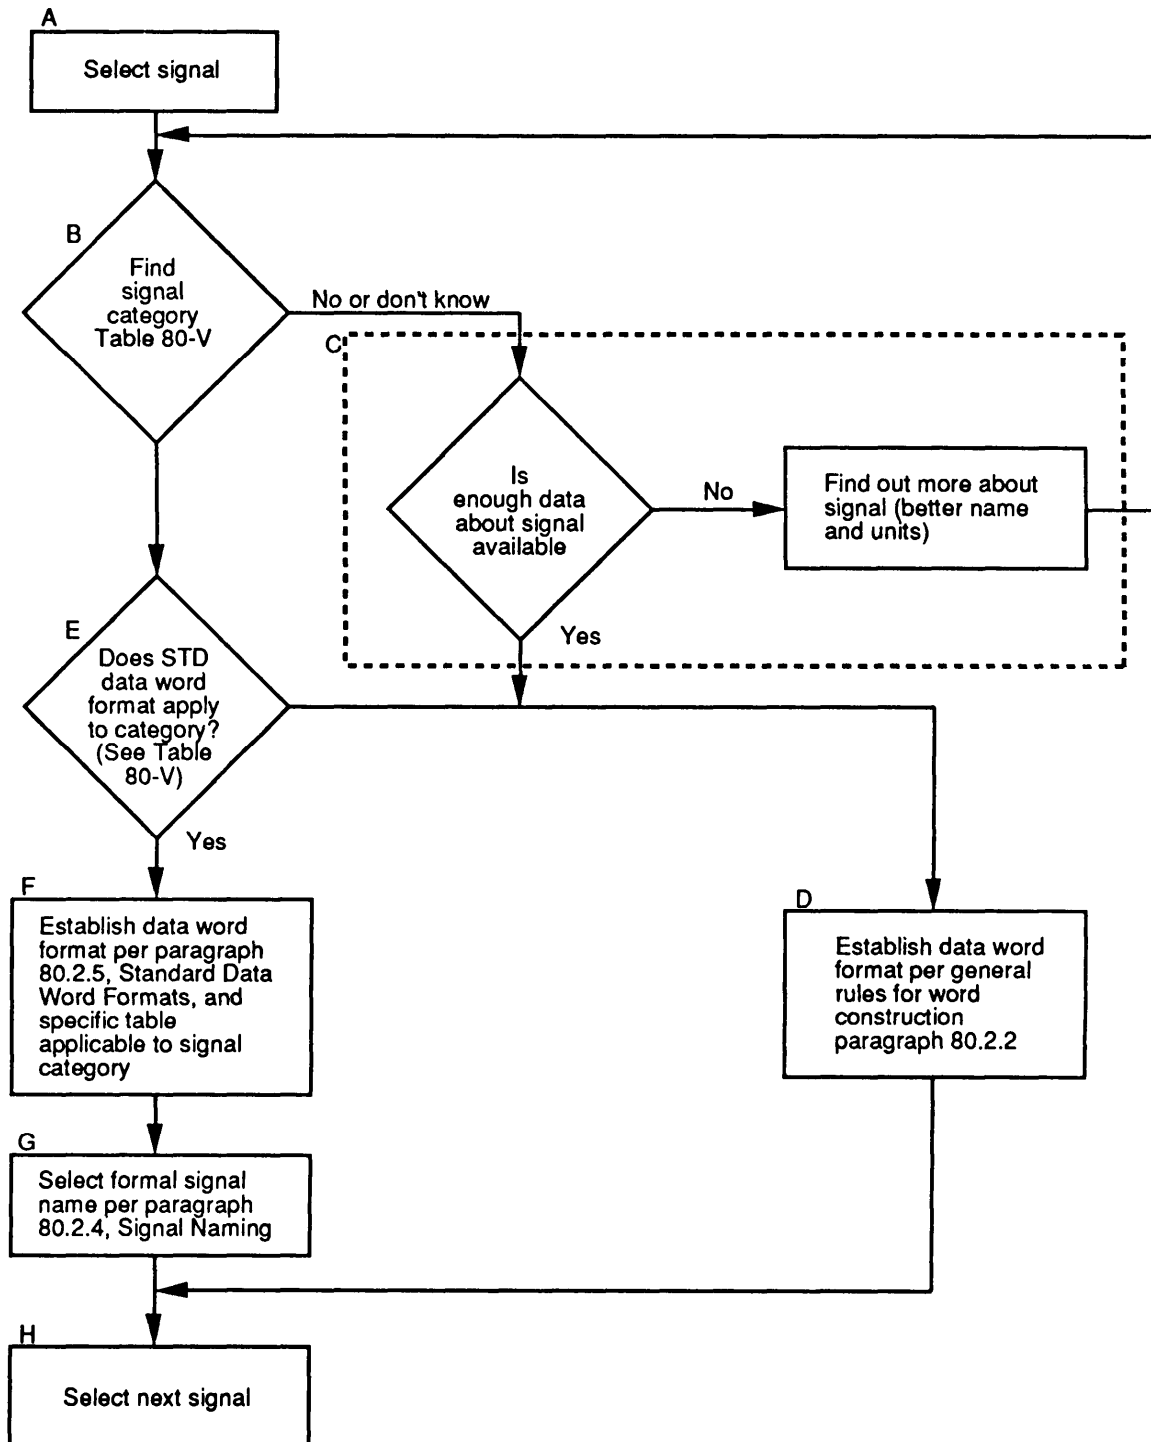 A
Select signal
B
Find
signal
category
Table 80-V
No or don't know
C
Is
enough data
about signal
available
No
Find out more about
signal (better name
and units)
Yes
E
Does STD
data word
format apply
to category?
(See Table
80-V)
Yes
F
Establish data word
format per paragraph
80.2.5, Standard Data
Word Formats, and
specific table
applicable to signal
category
D
Establish data word
format per general
rules for word
construction
paragraph 80.2.2
G
Select formal signal
name per paragraph
80.2.4, Signal Naming
H
Select next signal